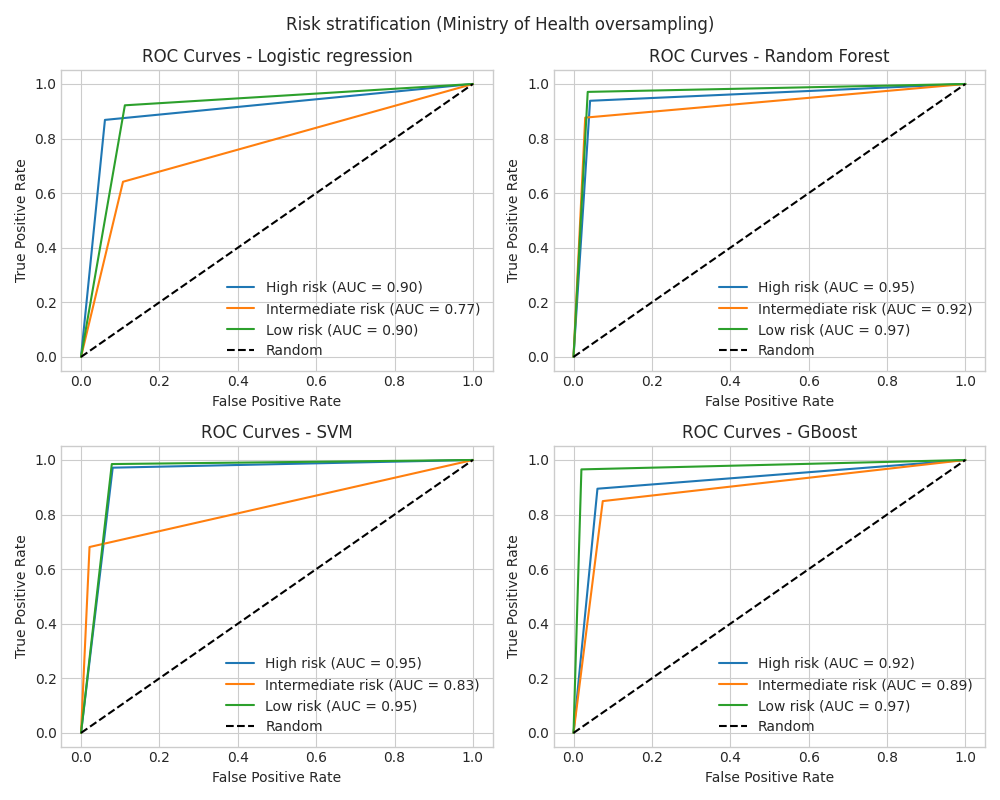 Risk stratification (Ministry of Health oversampling)
ROC Curves - Logistic regression
True Positive Rate
1.0
0.8
0.6
0.4
0.2
0.0
High risk (AUC = 0.90)
Intermediate risk (AUC = 0.77)
Low risk (AUC = 0.90)
Random
0.0 0.2 0.4 0.6 0.8 1.0
False Positive Rate
ROC Curves - Random Forest
True Positive Rate
1.0
0.8
0.6
0.4
0.2
0.0
High risk (AUC = 0.95)
Intermediate risk (AUC = 0.92)
Low risk (AUC = 0.97)
Random
0.0 0.2 0.4 0.6 0.8 1.0
False Positive Rate
ROC Curves - SVM
True Positive Rate
1.0
0.8
0.6
0.4
0.2
0.0
High risk (AUC = 0.95)
Intermediate risk (AUC = 0.83)
Low risk (AUC = 0.95)
Random
0.0 0.2 0.4 0.6 0.8 1.0
False Positive Rate
ROC Curves - GBoost
True Positive Rate
1.0
0.8
0.6
0.4
0.2
0.0
High risk (AUC = 0.92)
Intermediate risk (AUC = 0.89)
Low risk (AUC = 0.97)
Random
0.0 0.2 0.4 0.6 0.8 1.0
False Positive Rate